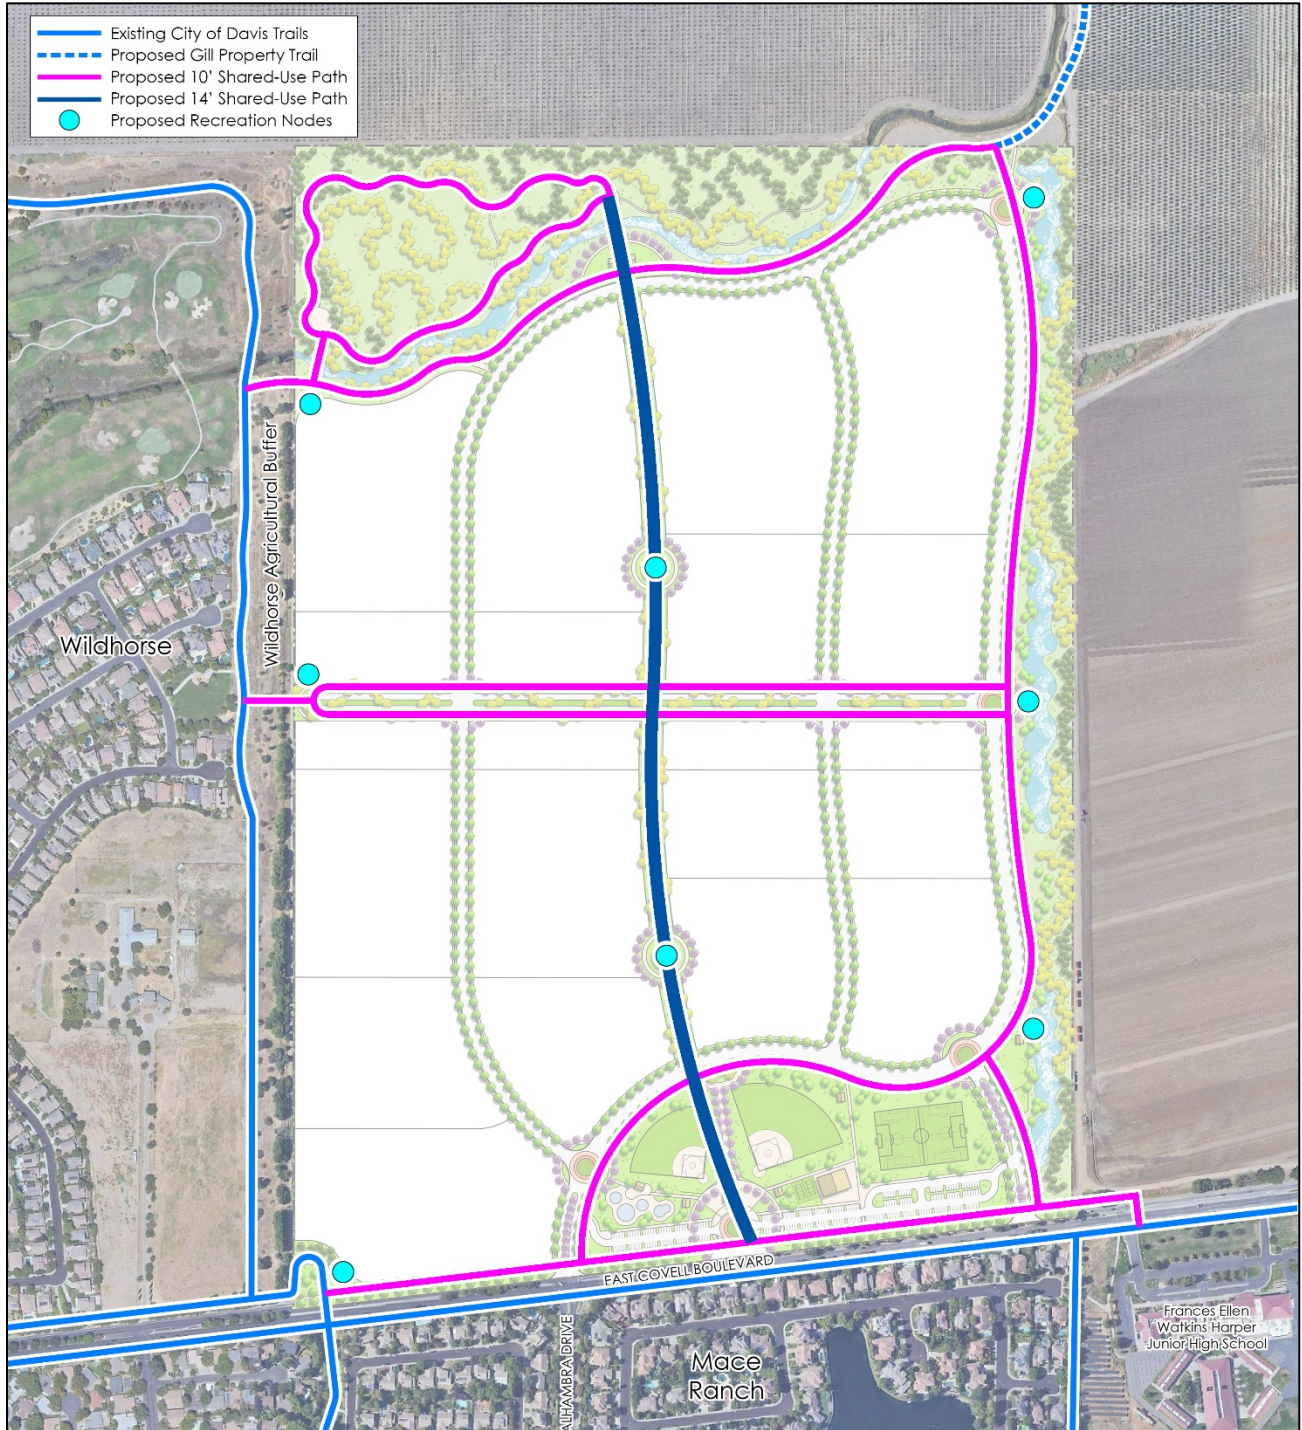 Existing City of Davis Trails
Proposed Gill Property Trail
Proposed 10' Shared-Use Path
Proposed 14' Shared-Use Path
Proposed Recreation Nodes
Wildhorse Agricultural Buffer
Wildhorse
EAST COVELL BOULEVARD
ALHAMBRA DRIVE
Mace
Ranch
Frances Ellen
Watkins Harper
Junior High School